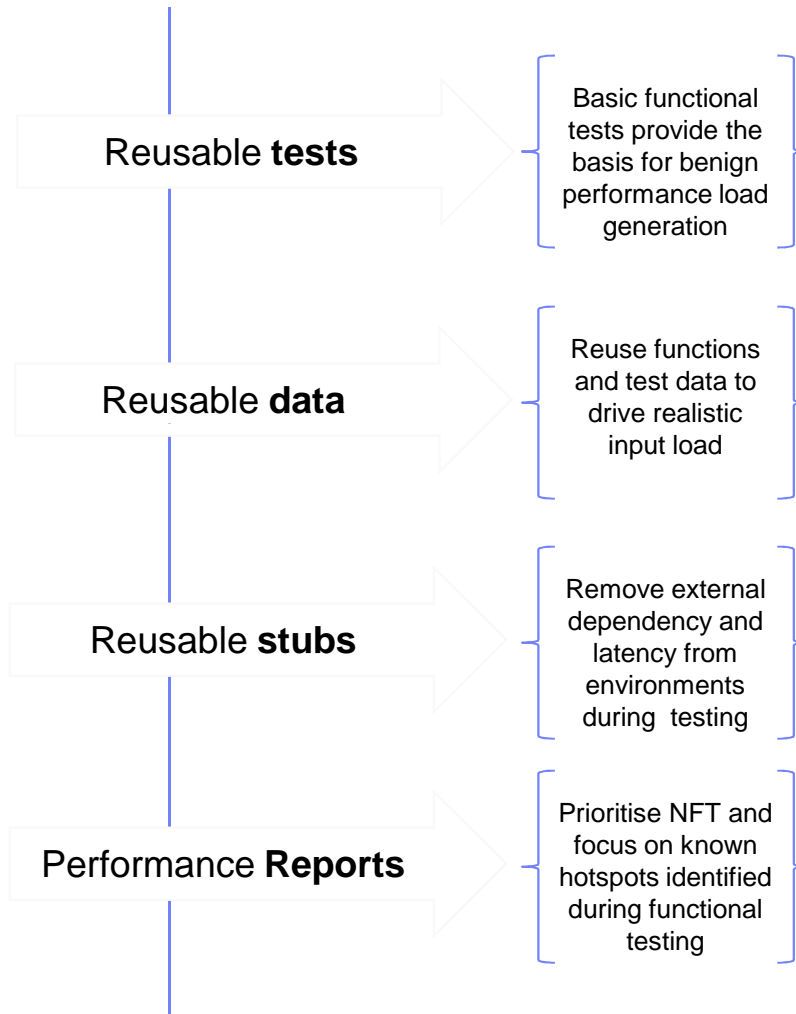 Reusable tests
Basic functional
tests provide the
basis for benign
performance load
generation
Reusable data
Reuse functions
and test data to
drive realistic
input load
Reusable stubs
Remove external
dependency and
latency from
environments
during  testing
Performance Reports
Prioritise NFT and
focus on known
hotspots identified
during functional
testing